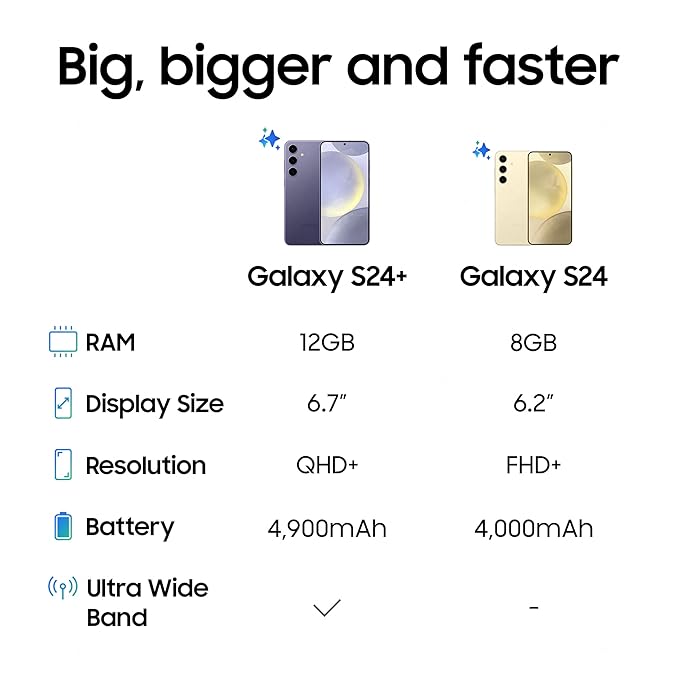 Big, bigger and faster
Galaxy S24+ Galaxy S24
RAM 12GB 8GB
Display Size 6.7” 6.2”
Resolution QHD+ FHD+
Battery 4,900mAh 4,000mAh
Ultra Wide
Band ✓ -